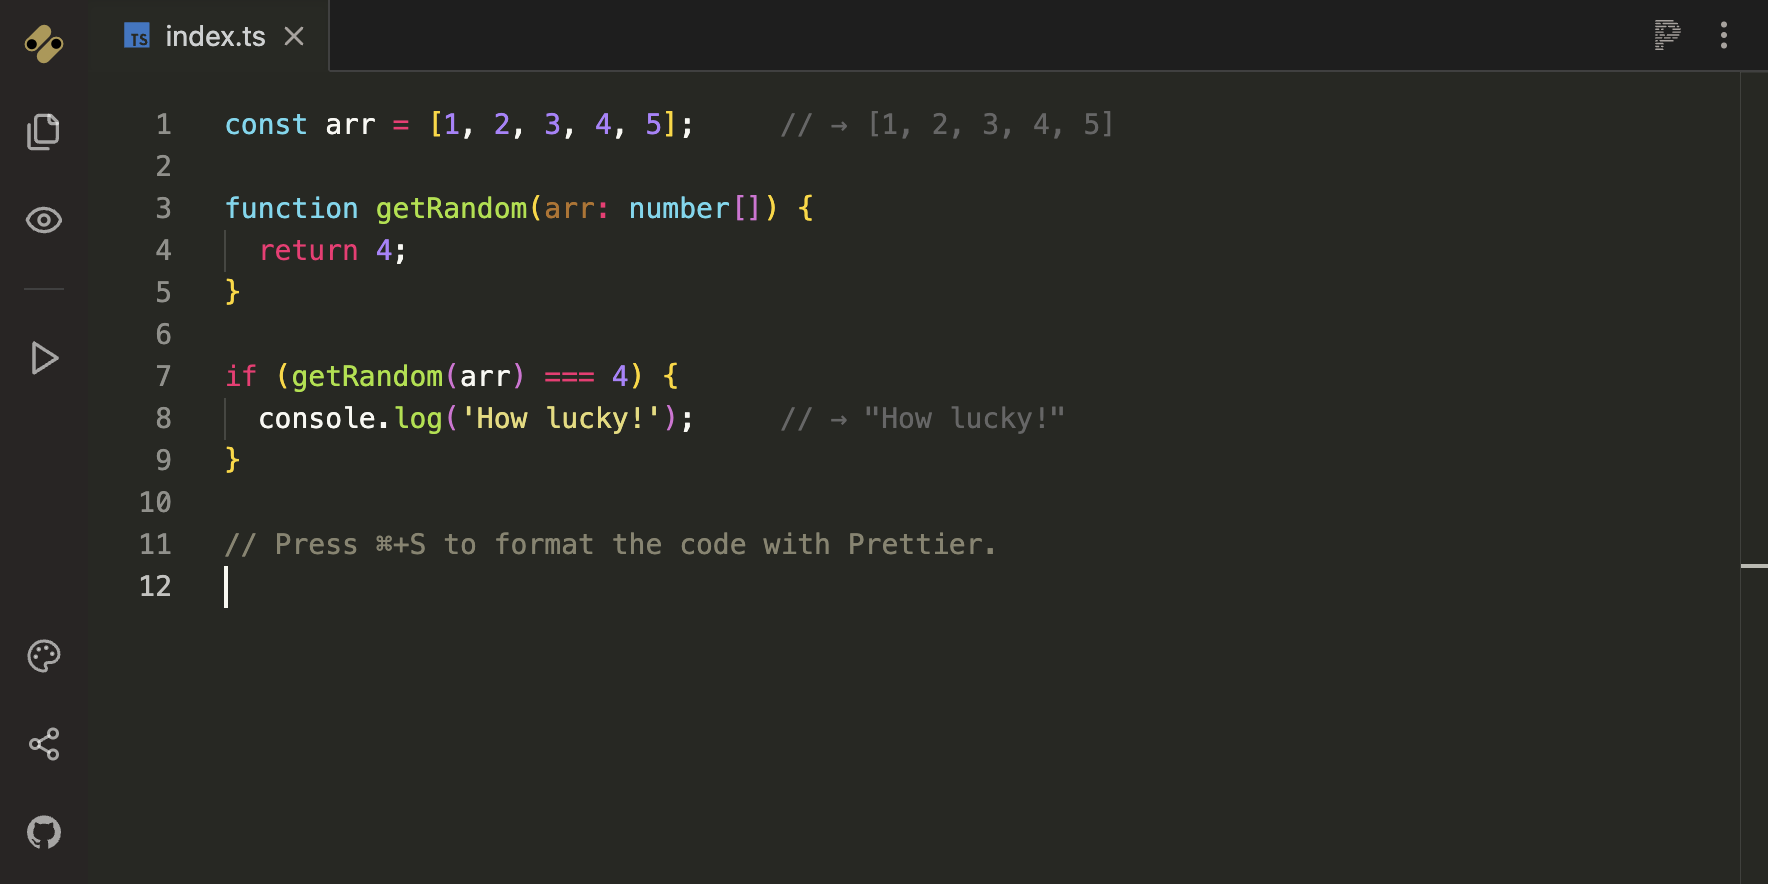 TS index.ts
1 const arr = [1, 2, 3, 4, 5]; // → [1, 2, 3, 4, 5]
2
3 function getRandom(arr: number[]) {
4 return 4;
5 }
6
7 if (getRandom(arr) === 4) {
8 console.log('How lucky!'); // → "How lucky!"
9 }
10
11 // Press ⌘+S to format the code with Prettier.
12